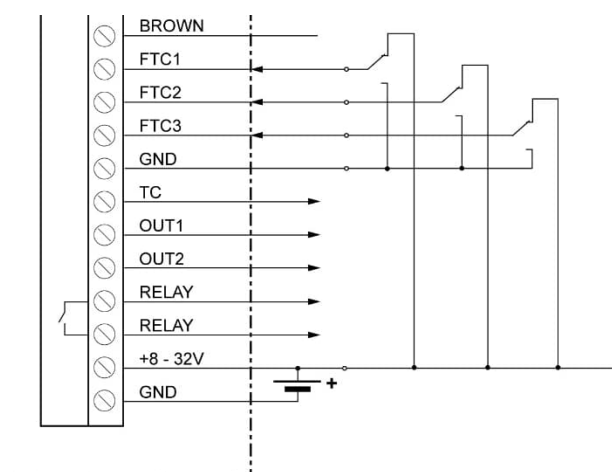 BROWN
FTC1
FTC2
FTC3
GND
TC
OUT1
OUT2
RELAY
RELAY
+8 - 32V
+
GND